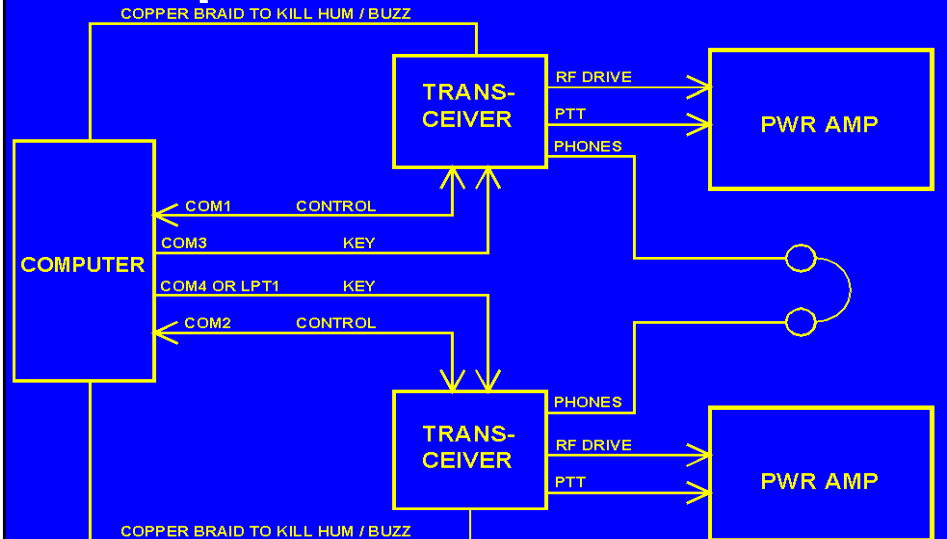 COPPER BRAID TO KILL HUM / BUZZ
TRANS-
CEIVER
RF DRIVE
PTT
PHONES
PWR AMP
COM1 CONTROL
COM3 KEY
COMPUTER
COM4 OR LPT1 KEY
COM2 CONTROL
TRANS-
CEIVER
PHONES
RF DRIVE
PTT
PWR AMP
COPPER BRAID TO KILL HUM / BUZZ